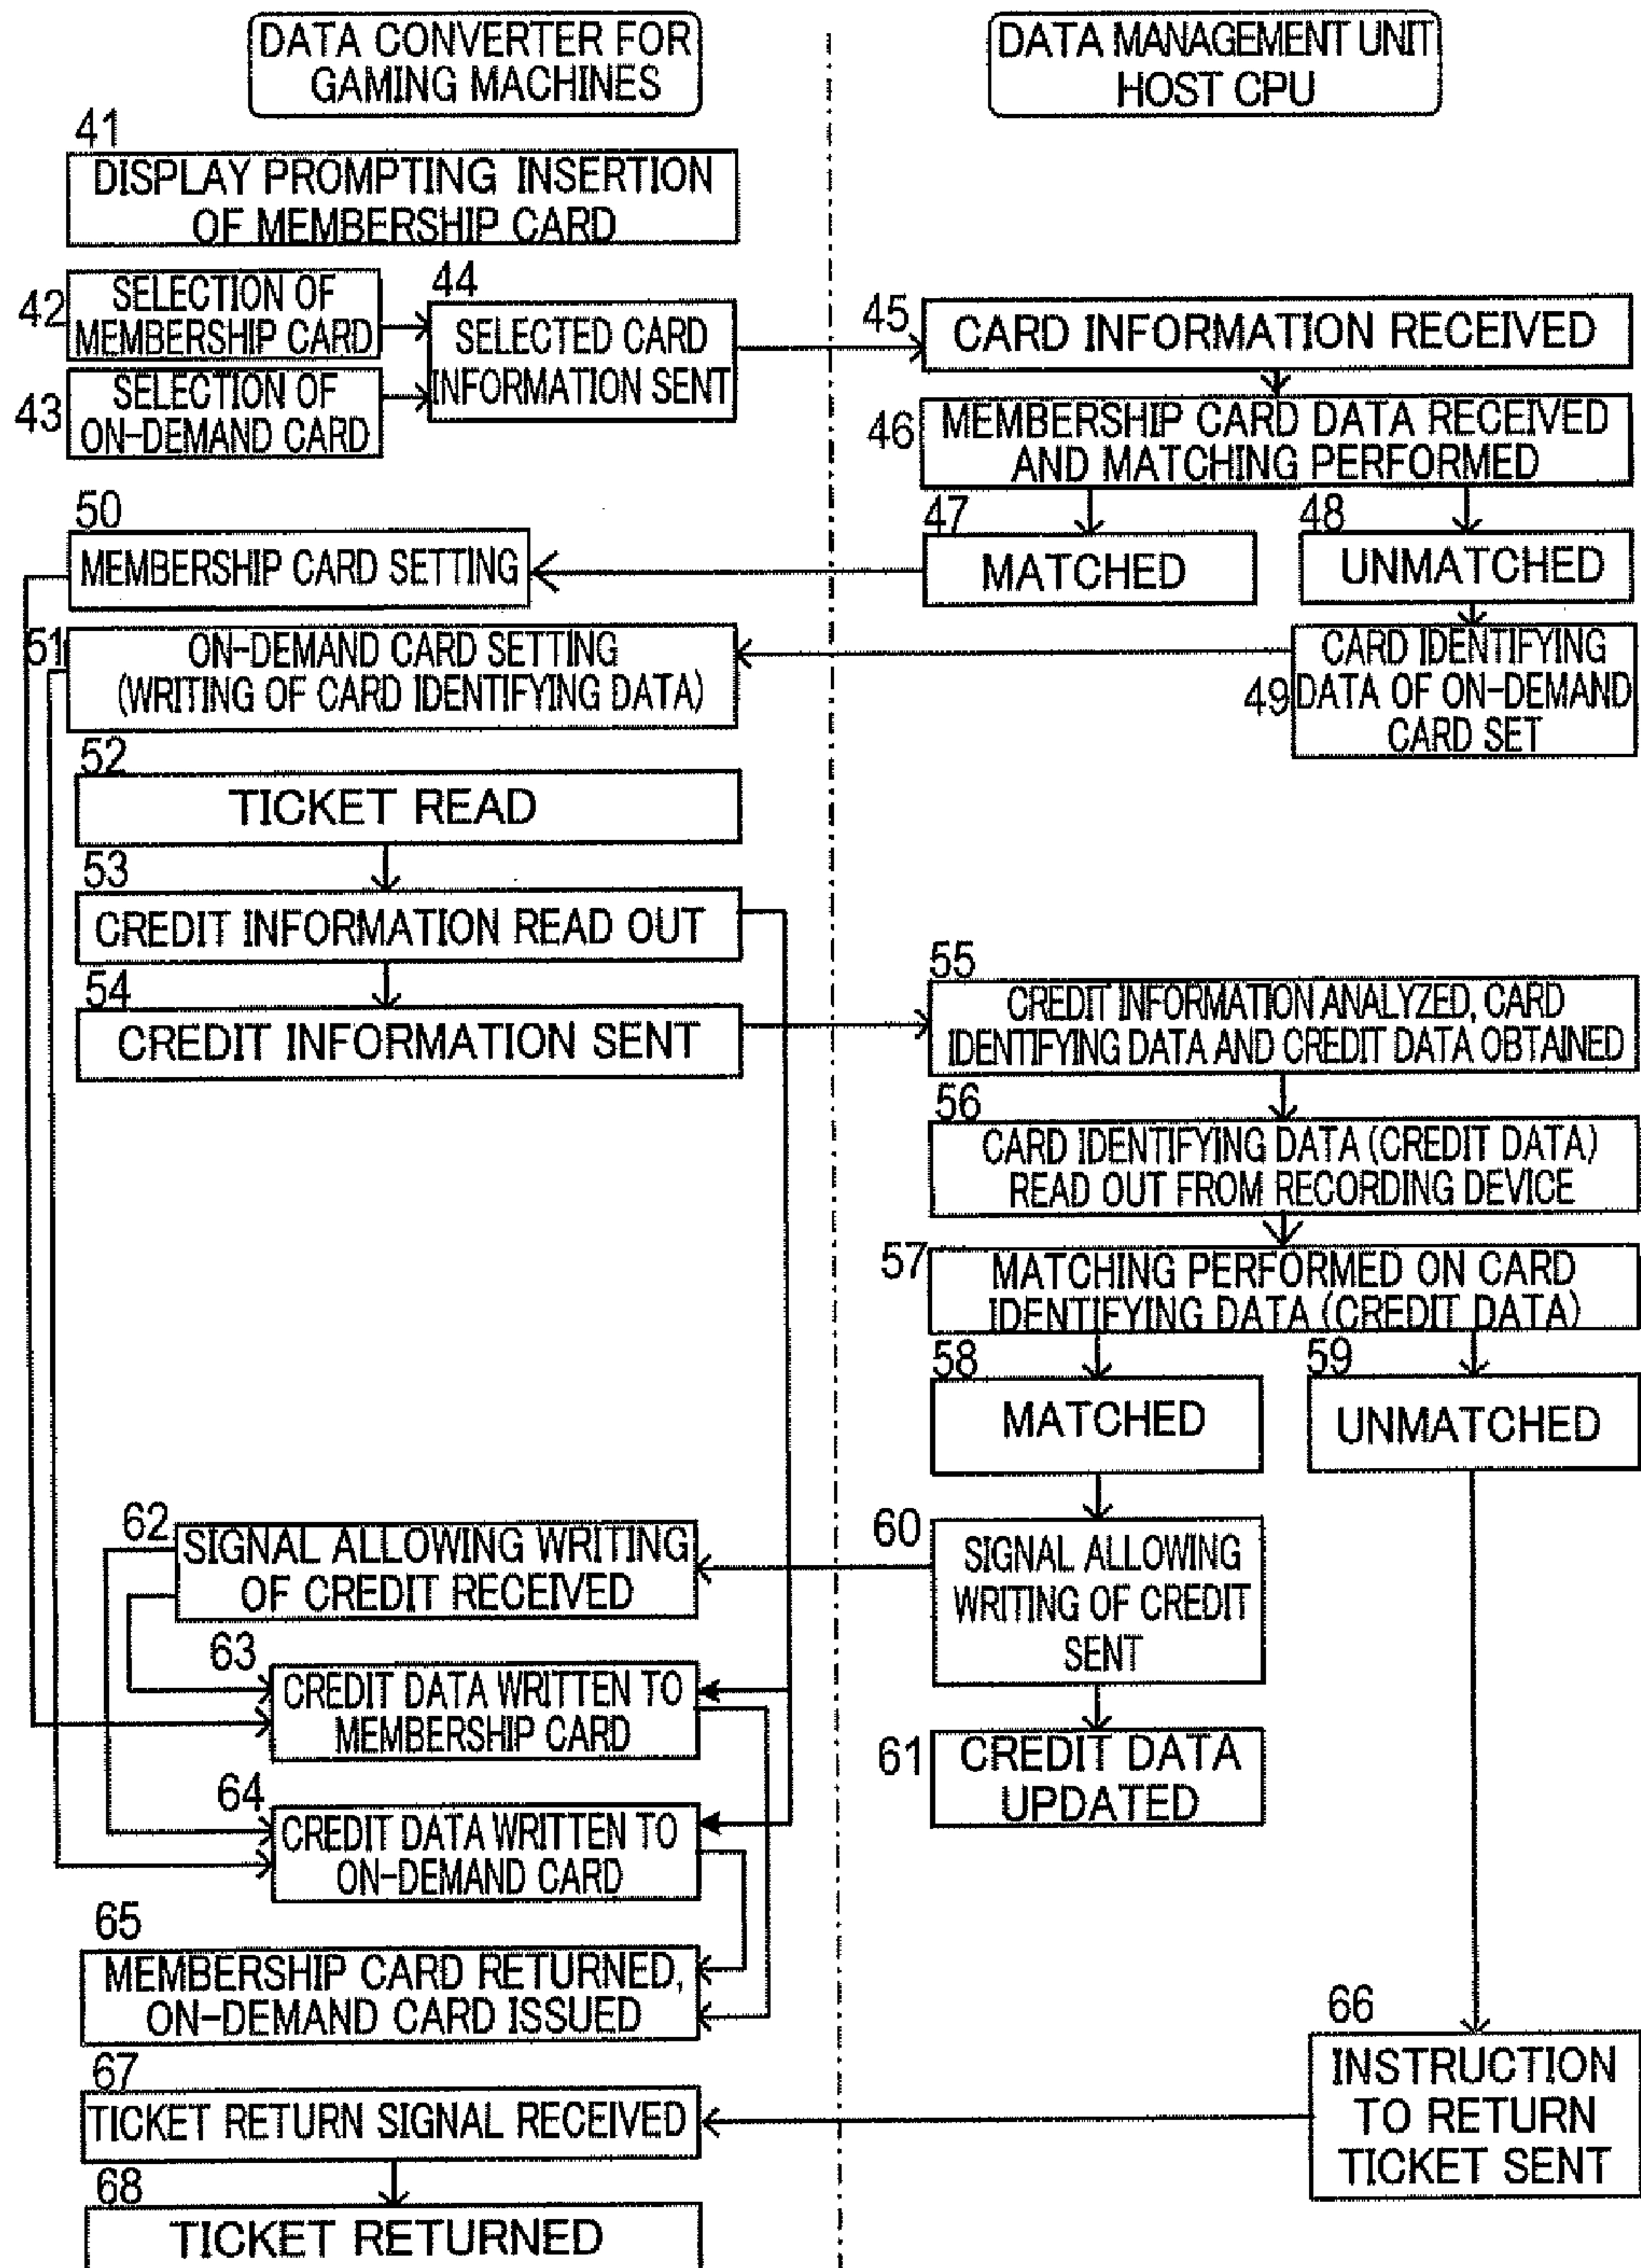 DATA CONVERTER FOR
GAMING MACHINES
DATA MANAGEMENT UNIT
HOST CPU
41
DISPLAY PROMPTING INSERTION
OF MEMBERSHIP CARD
42
SELECTION OF
MEMBERSHIP CARD
43
SELECTION OF
ON-DEMAND CARD
44
SELECTED CARD
INFORMATION SENT
45
CARD INFORMATION RECEIVED
46
MEMBERSHIP CARD DATA RECEIVED
AND MATCHING PERFORMED
47
MATCHED
48
UNMATCHED
49
CARD IDENTIFYING
DATA OF ON-DEMAND
CARD SET
50
MEMBERSHIP CARD SETTING
51
ON-DEMAND CARD SETTING
(WRITING OF CARD IDENTIFYING DATA)
52
TICKET READ
53
CREDIT INFORMATION READ OUT
54
CREDIT INFORMATION SENT
55
CREDIT INFORMATION ANALYZED, CARD
IDENTIFYING DATA AND CREDIT DATA OBTAINED
56
CARD IDENTIFYING DATA (CREDIT DATA)
READ OUT FROM RECORDING DEVICE
57
MATCHING PERFORMED ON CARD
IDENTIFYING DATA (CREDIT DATA)
58
MATCHED
59
UNMATCHED
60
SIGNAL ALLOWING
WRITING OF CREDIT
SENT
61
CREDIT DATA
UPDATED
62
SIGNAL ALLOWING WRITING
OF CREDIT RECEIVED
63
CREDIT DATA WRITTEN TO
MEMBERSHIP CARD
64
CREDIT DATA WRITTEN TO
ON-DEMAND CARD
65
MEMBERSHIP CARD RETURNED,
ON-DEMAND CARD ISSUED
66
INSTRUCTION
TO RETURN
TICKET SENT
67
TICKET RETURN SIGNAL RECEIVED
68
TICKET RETURNED